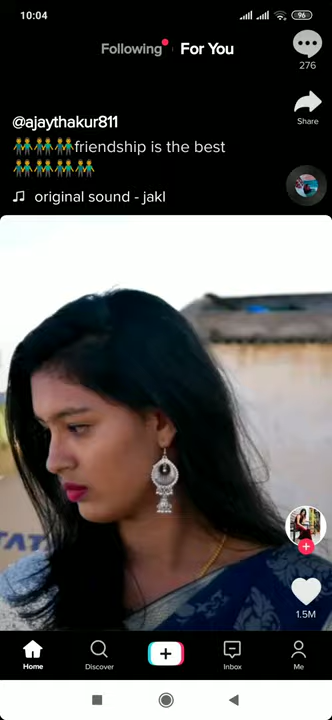 10:04
96
Following For You
276
Share
@ajaythakur811
👬👬👬friendship is the best
👬👬👬👬
original sound - jakl
TAT
1.5M
Home Discover Inbox Me